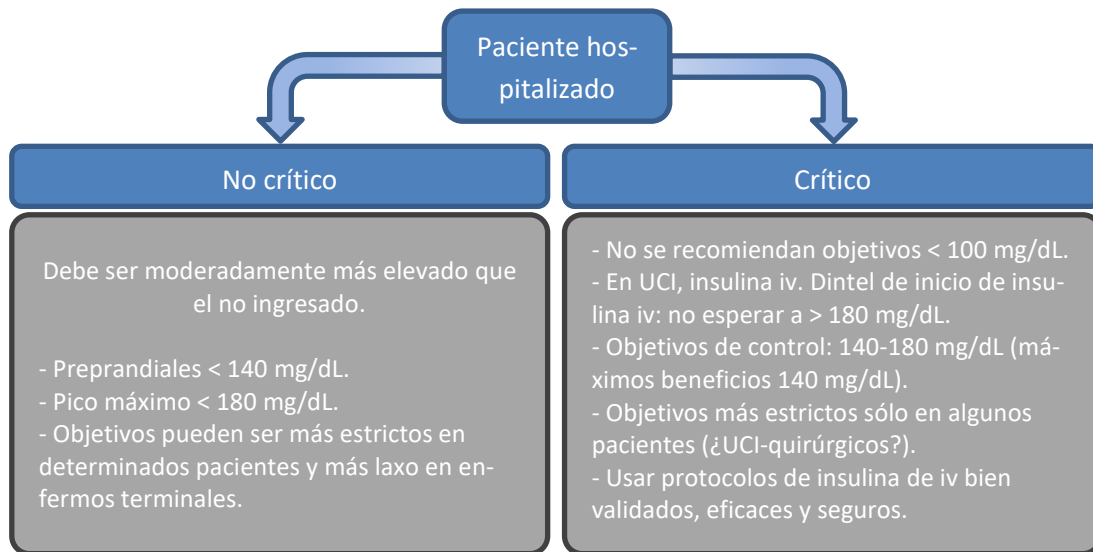 Paciente hos-
pitalizado
No crítico
Debe ser moderadamente más elevado que
el no ingresado.
- Preprandiales < 140 mg/dL.
- Pico máximo < 180 mg/dL.
- Objetivos pueden ser más estrictos en
determinados pacientes y más laxo en en-
fermos terminales.
Crítico
- No se recomiendan objetivos < 100 mg/dL.
- En UCI, insulina iv. Dintel de inicio de insu-
lina iv: no esperar a > 180 mg/dL.
- Objetivos de control: 140-180 mg/dL (má-
ximos beneficios 140 mg/dL).
- Objetivos más estrictos sólo en algunos
pacientes (¿UCI-quirúrgicos?).
- Usar protocolos de insulina de iv bien
validados, eficaces y seguros.